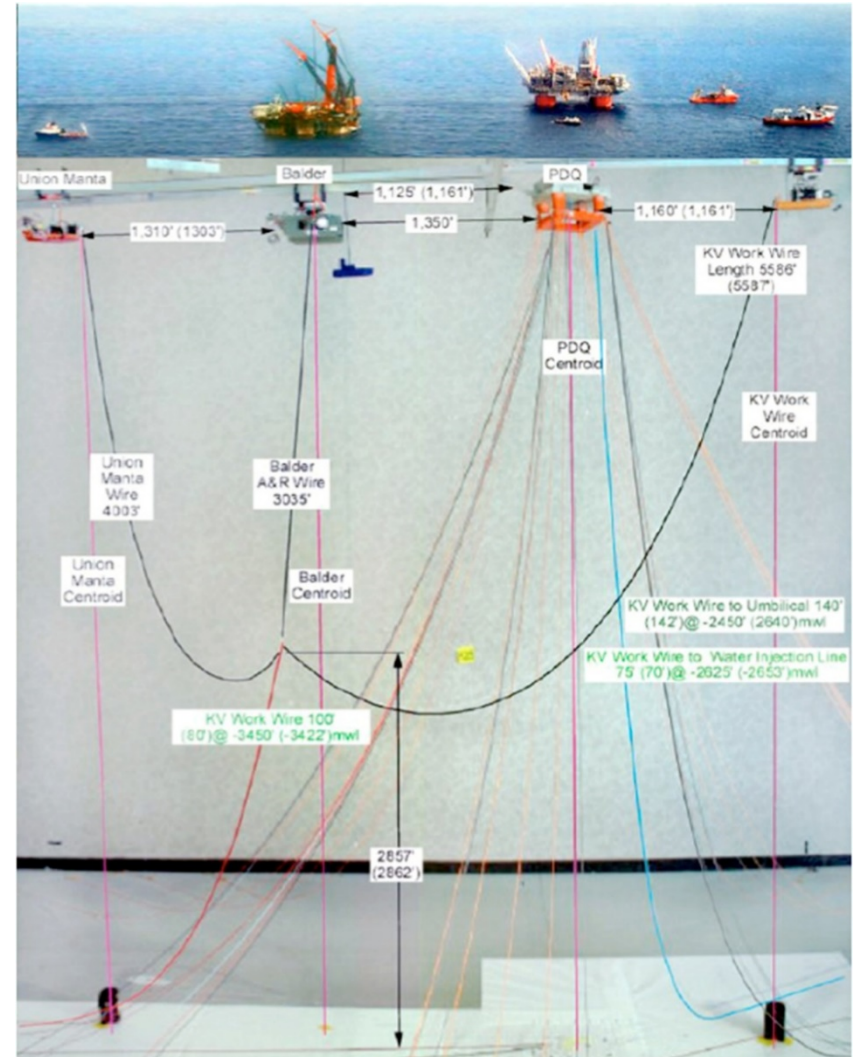 Union Manta
Balder
PDQ
1,125' (1,161')
1,310' (1303')
1,350'
1,160' (1,161')
KV Work Wire
Length 5586'
(5587')
PDQ
Centroid
KV Work
Wire
Centroid
Union
Manta
Wire
4003'
Balder
A&R Wire
3035'
Union
Manta
Centroid
Balder
Centroid
KV Work Wire to Umbilical 140'
(142')@ -2450' (2640')mwl
KV Work Wire to Water Injection Line
75' (70')@ -2625' (-2653')mwl
KV Work Wire 100'
(80')@ -3450' (-3422')mwl
2857'
(2862')